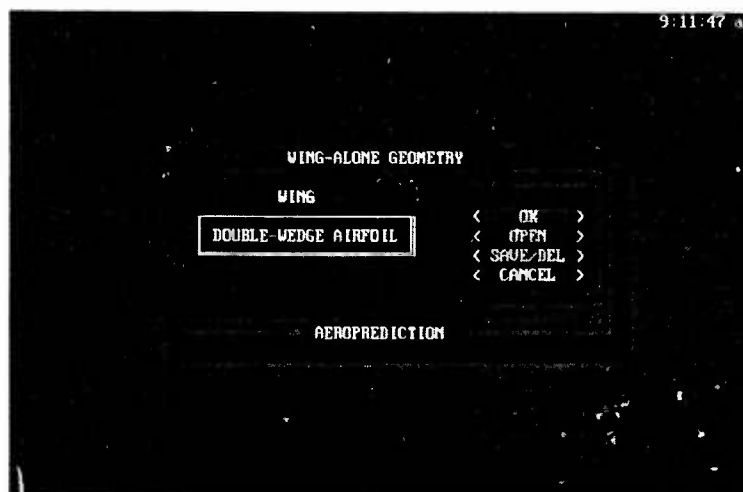 9:11:47 a
WING-ALONE GEOMETRY
WING
DOUBLE-WEDGE AIRFOIL
< OK >
< OPEN >
< SAVE/DEL >
< CANCEL >
AEROPREDICTION